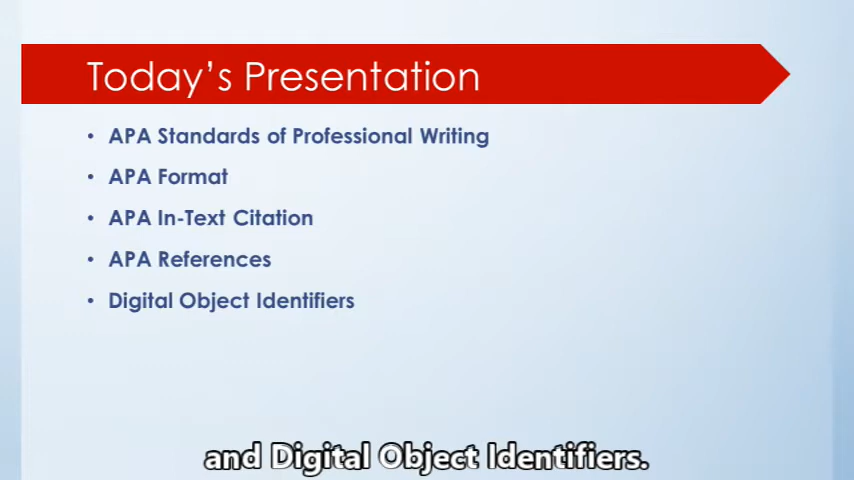 Today's Presentation
• APA Standards of Professional Writing
• APA Format
• APA In-Text Citation
• APA References
• Digital Object Identifiers
and Digital Object Identifiers.